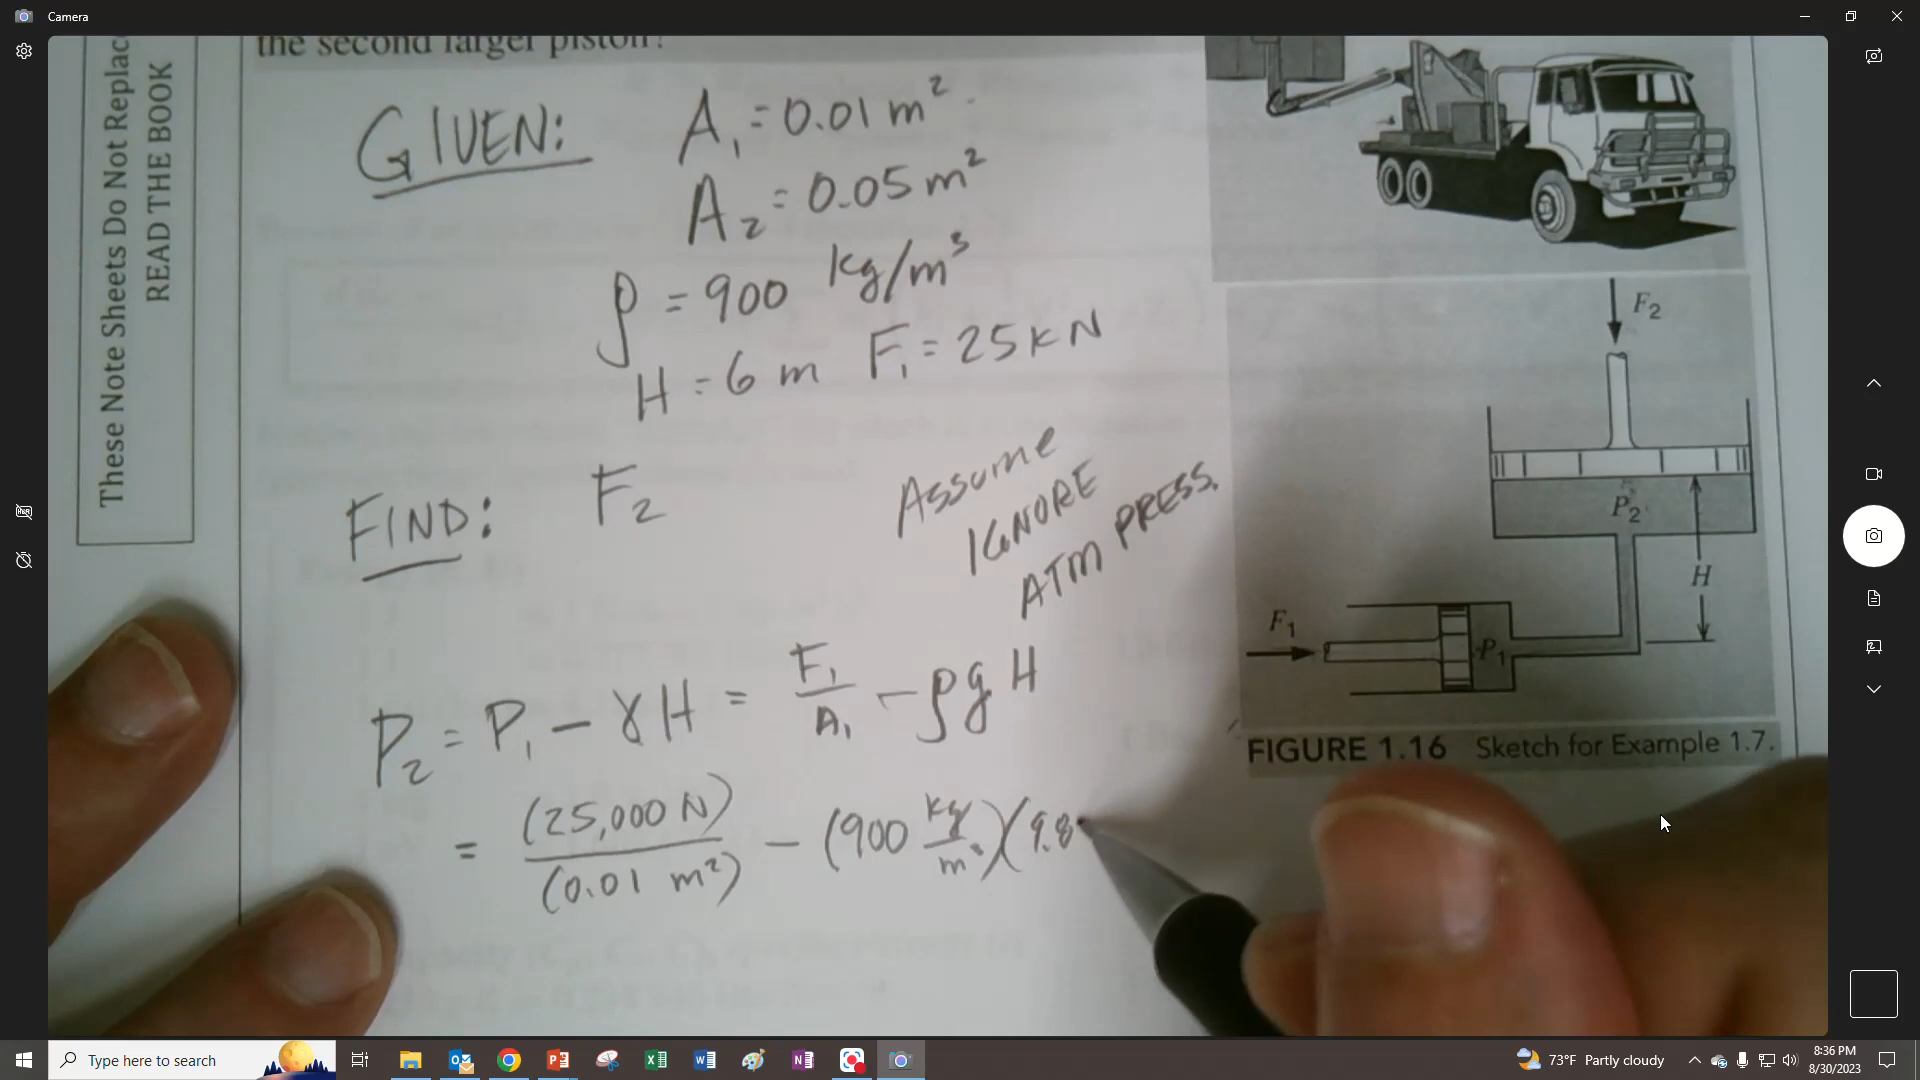 Camera
These Note Sheets Do Not Replac
READ THE BOOK
the second larger piston?
GIVEN: A₁ = 0.01 m²
A₂ = 0.05 m²
ρ = 900 kg/m³
H = 6 m F₁ = 25 kN
FIND: F₂
ASSUME
IGNORE
ATM PRESS.
F₂
P₂
H
F₁
P₁
FIGURE 1.16 Sketch for Example 1.7.
P₂ = P₁ − γH = F₁/A₁ − ρgH
= (25,000 N)/(0.01 m²) − (900 kg/m³)(9.8
Type here to search
73°F Partly cloudy
8:36 PM
8/30/2023